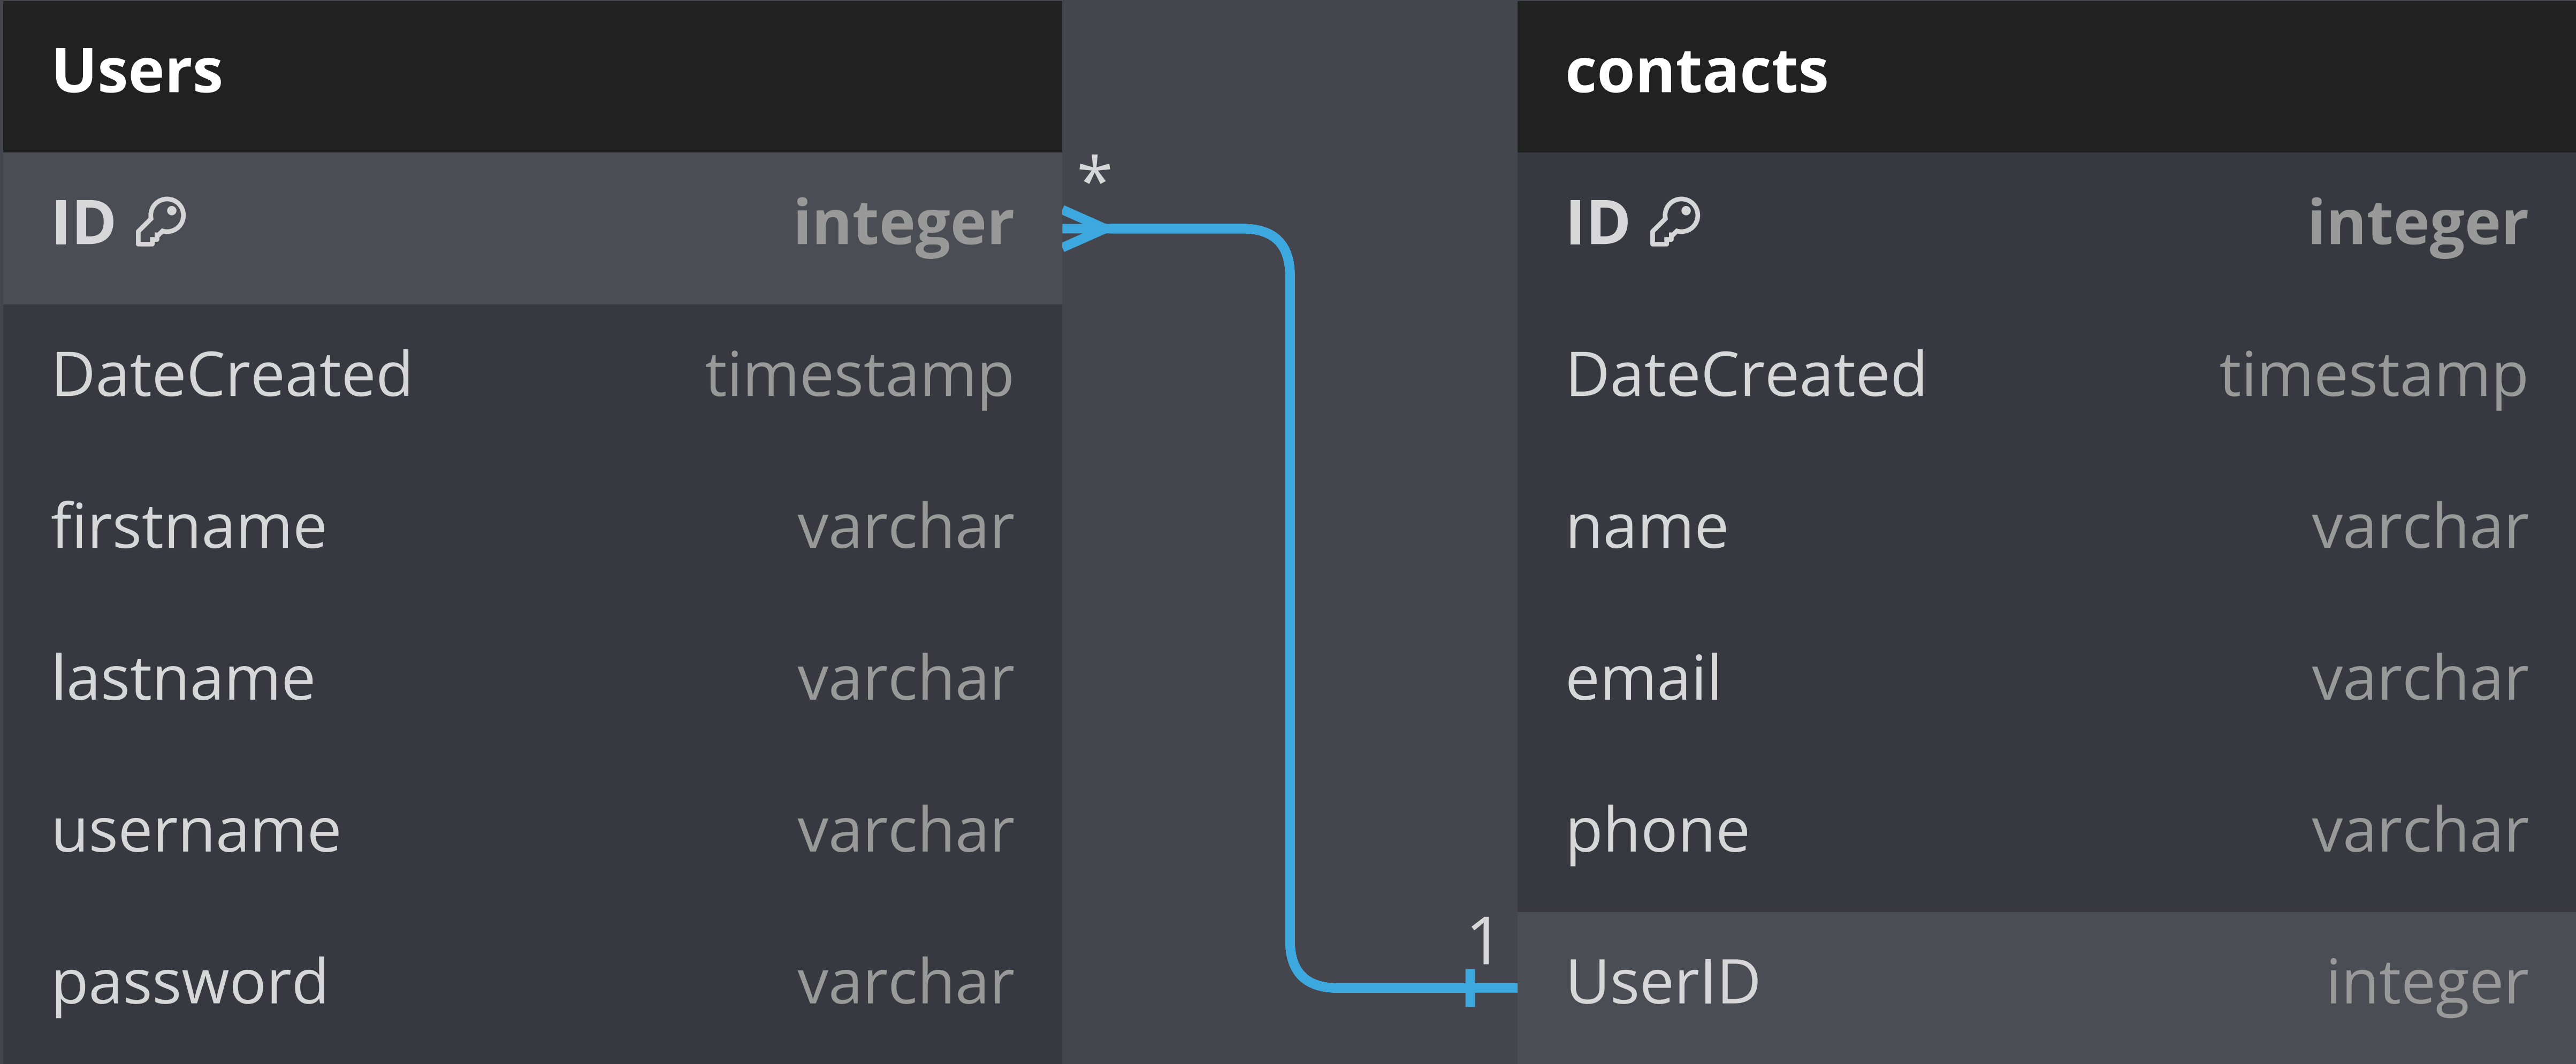 Users
ID integer
DateCreated timestamp
firstname varchar
lastname varchar
username varchar
password varchar
*
1
contacts
ID integer
DateCreated timestamp
name varchar
email varchar
phone varchar
UserID integer